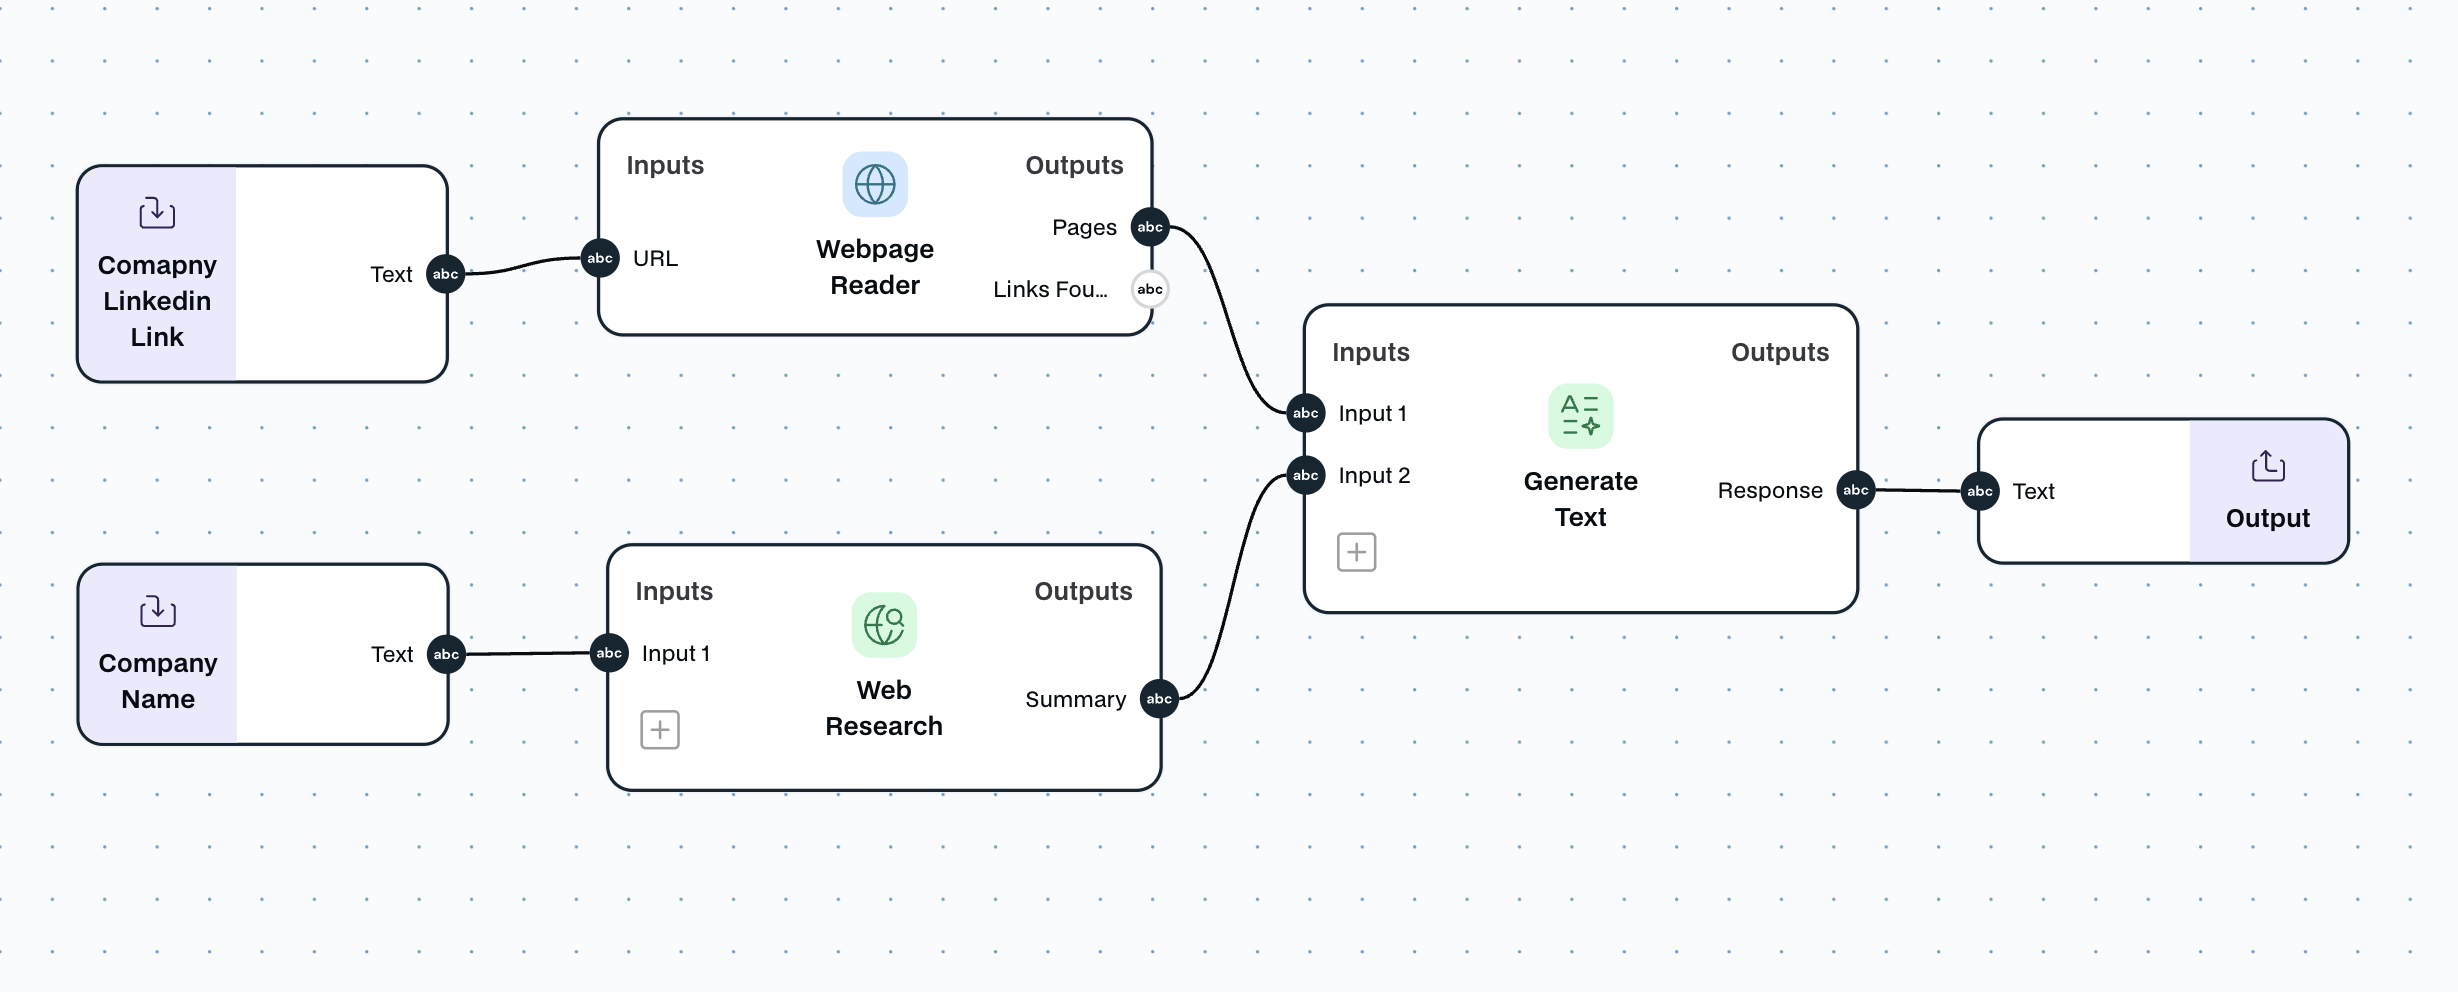 Comapny
Linkedin
Link
Text
abc
Inputs
Outputs
abc
URL
Webpage
Reader
Pages
abc
Links Fou...
abc
Company
Name
Text
abc
Inputs
Outputs
abc
Input 1
Web
Research
Summary
abc
Inputs
Outputs
abc
Input 1
abc
Input 2
Generate
Text
Response
abc
abc
Text
Output